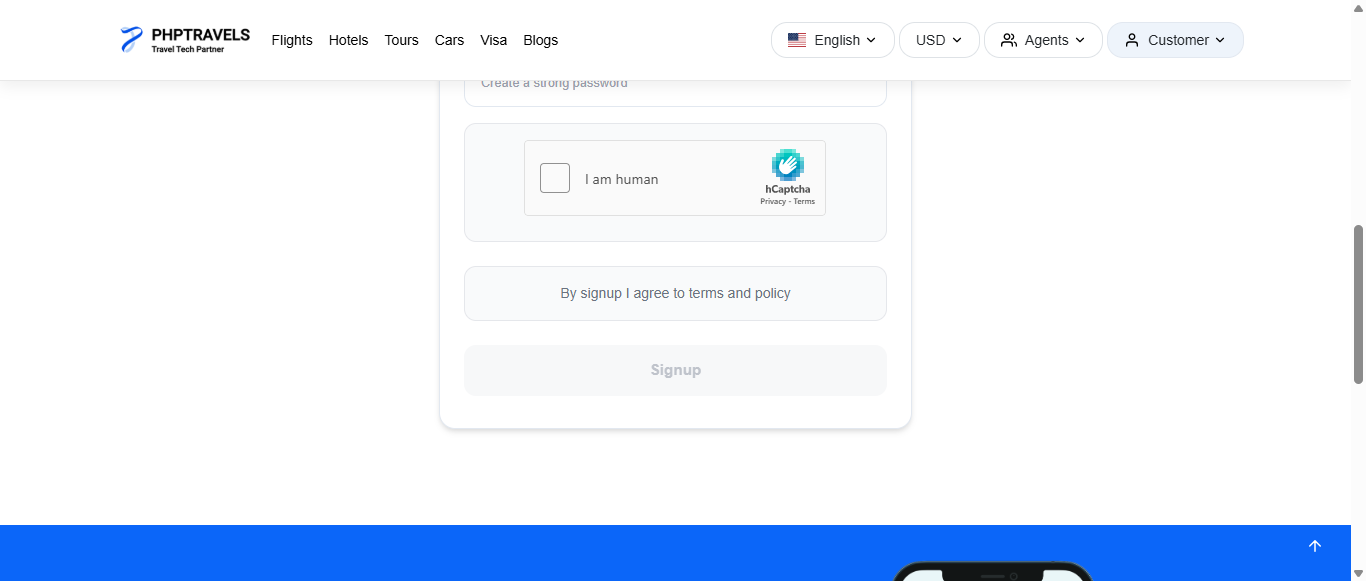 PHPTRAVELS
Travel Tech Partner
Flights Hotels Tours Cars Visa Blogs
English USD Agents Customer
Create a strong password
I am human
hCaptcha
Privacy - Terms
By signup I agree to terms and policy
Signup